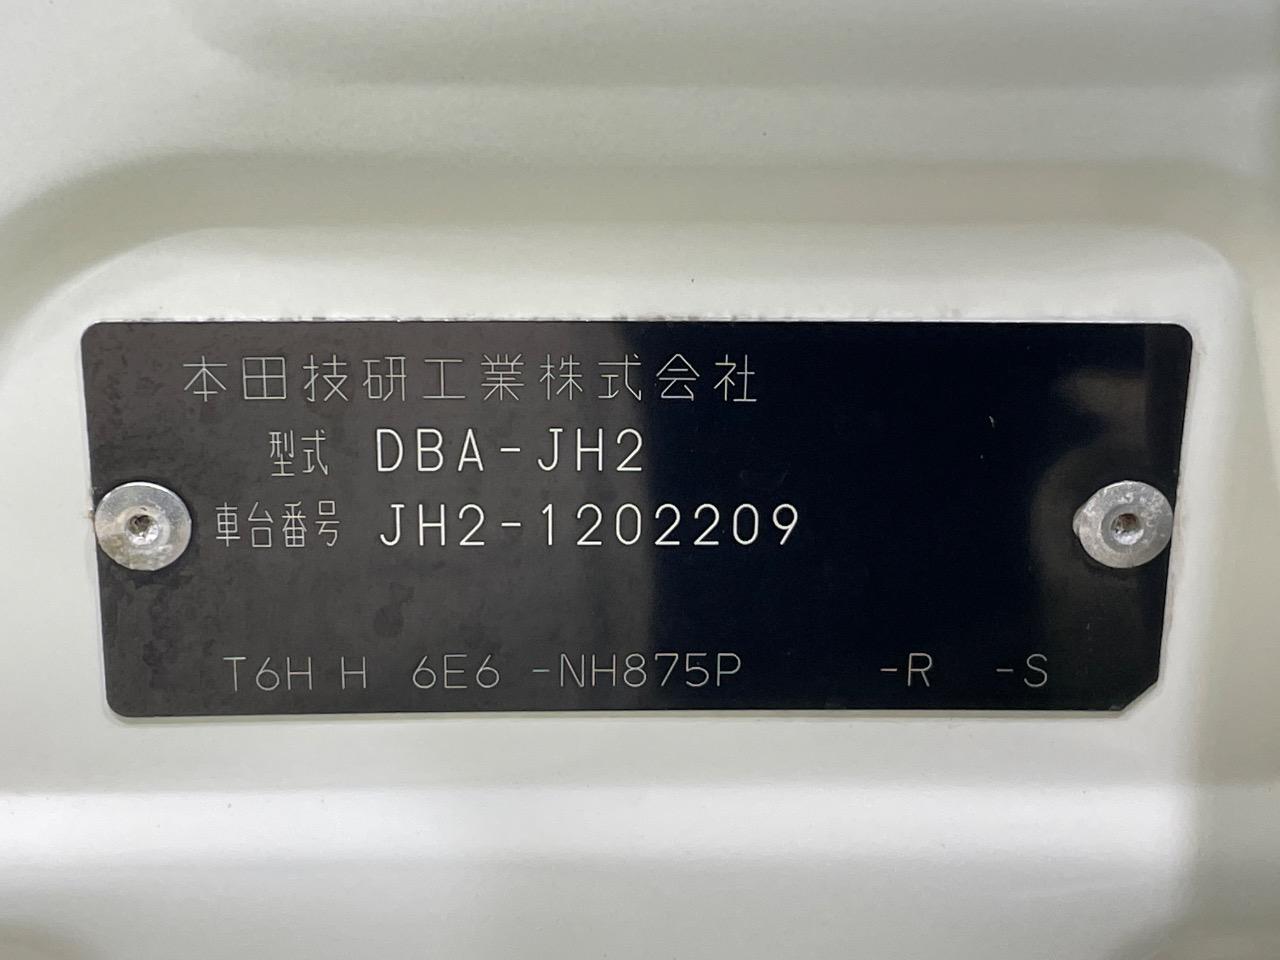 本田技研工業株式会社
型式 DBA-JH2
車台番号 JH2-1202209
T6H H 6E6 -NH875P -R -S